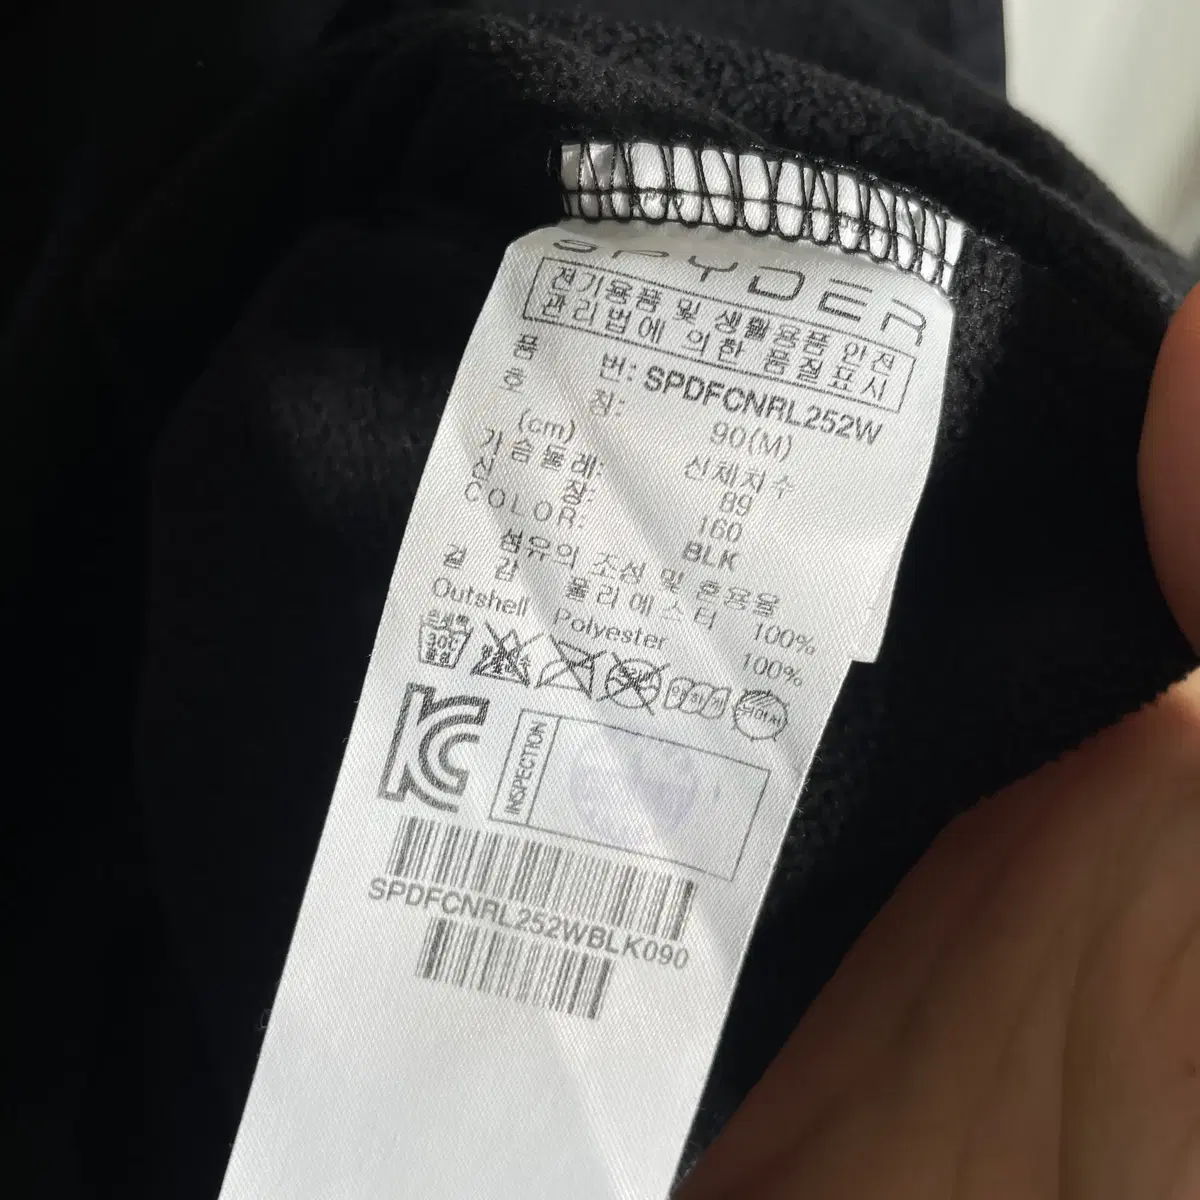 SPYDER
전기용품 및 생활용품 안전
관리법에 의한 품질표시
품 번: SPDFCNRL252W
호 칭: 90(M)
(cm) 신체치수
가슴둘레: 89
신 장: 160
COLOR: BLK
섬유의 조성 및 혼용율
겉 감 폴리에스터 100%
Outshell Polyester 100%
INSPECTION
SPDFCNRL252WBLK090